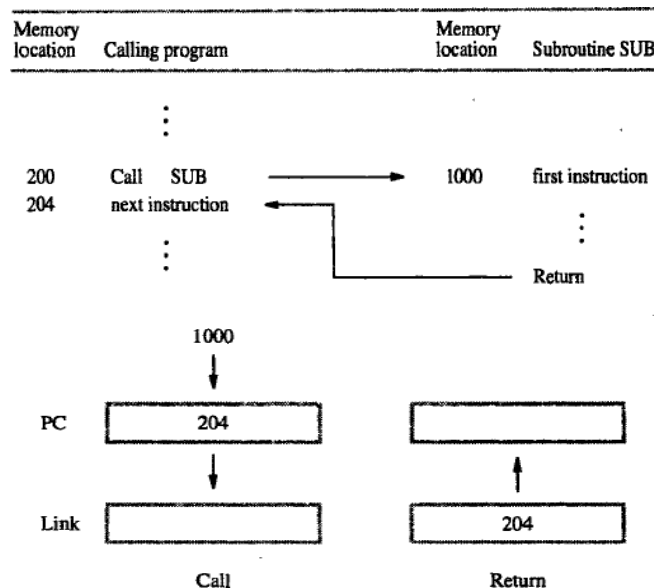 Memory location Calling program Memory location Subroutine SUB
200 Call SUB 1000 first instruction
204 next instruction
Return
1000
PC 204
Link 204
Call Return